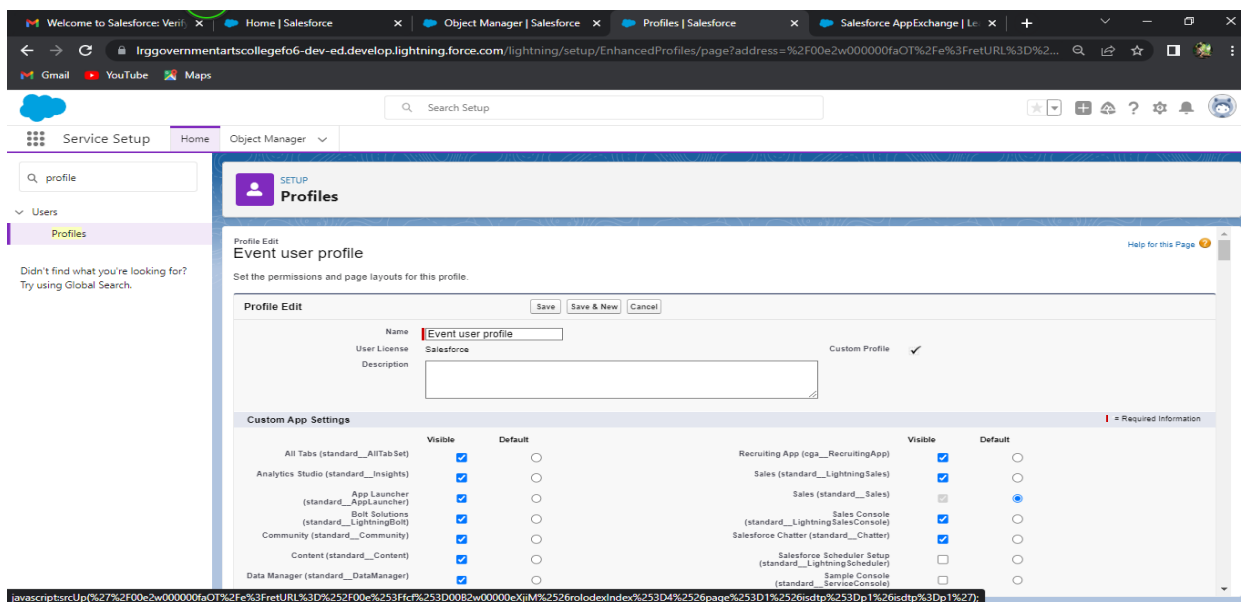 Welcome to Salesforce: Verify
Home | Salesforce
Object Manager | Salesforce
Profiles | Salesforce
Salesforce AppExchange | Le
lrggovernmentartscollegefo6-dev-ed.develop.lightning.force.com/lightning/setup/EnhancedProfiles/page?address=%2F00e2w000000faOT%2Fe%3FretURL%3D%2...
Gmail YouTube Maps
Search Setup
Service Setup Home Object Manager
profile
Users
Profiles
Didn't find what you're looking for?
Try using Global Search.
SETUP
Profiles
Profile Edit
Event user profile
Help for this Page
Set the permissions and page layouts for this profile.
Profile Edit Save Save & New Cancel
Name Event user profile
User License Salesforce Custom Profile
Description
Custom App Settings = Required Information
Visible Default Visible Default
All Tabs (standard__AllTabSet) Recruiting App (cga__RecruitingApp)
Analytics Studio (standard__Insights) Sales (standard__LightningSales)
App Launcher
(standard__AppLauncher)
Sales (standard__Sales)
Bolt Solutions
(standard__LightningBolt)
Sales Console
(standard__LightningSalesConsole)
Community (standard__Community) Salesforce Chatter (standard__Chatter)
Content (standard__Content)
Salesforce Scheduler Setup
(standard__LightningScheduler)
Data Manager (standard__DataManager)
Sample Console
(standard__ServiceConsole)
javascript:srcUp(%27%2F00e2w000000faOT%2Fe%3FretURL%3D%252F00e%253Ffcf%253D00B2w00000eXjiM%2526rolodexIndex%253D4%2526page%253D1%2526isdtp%253Dp1%26isdtp%3Dp1%27);